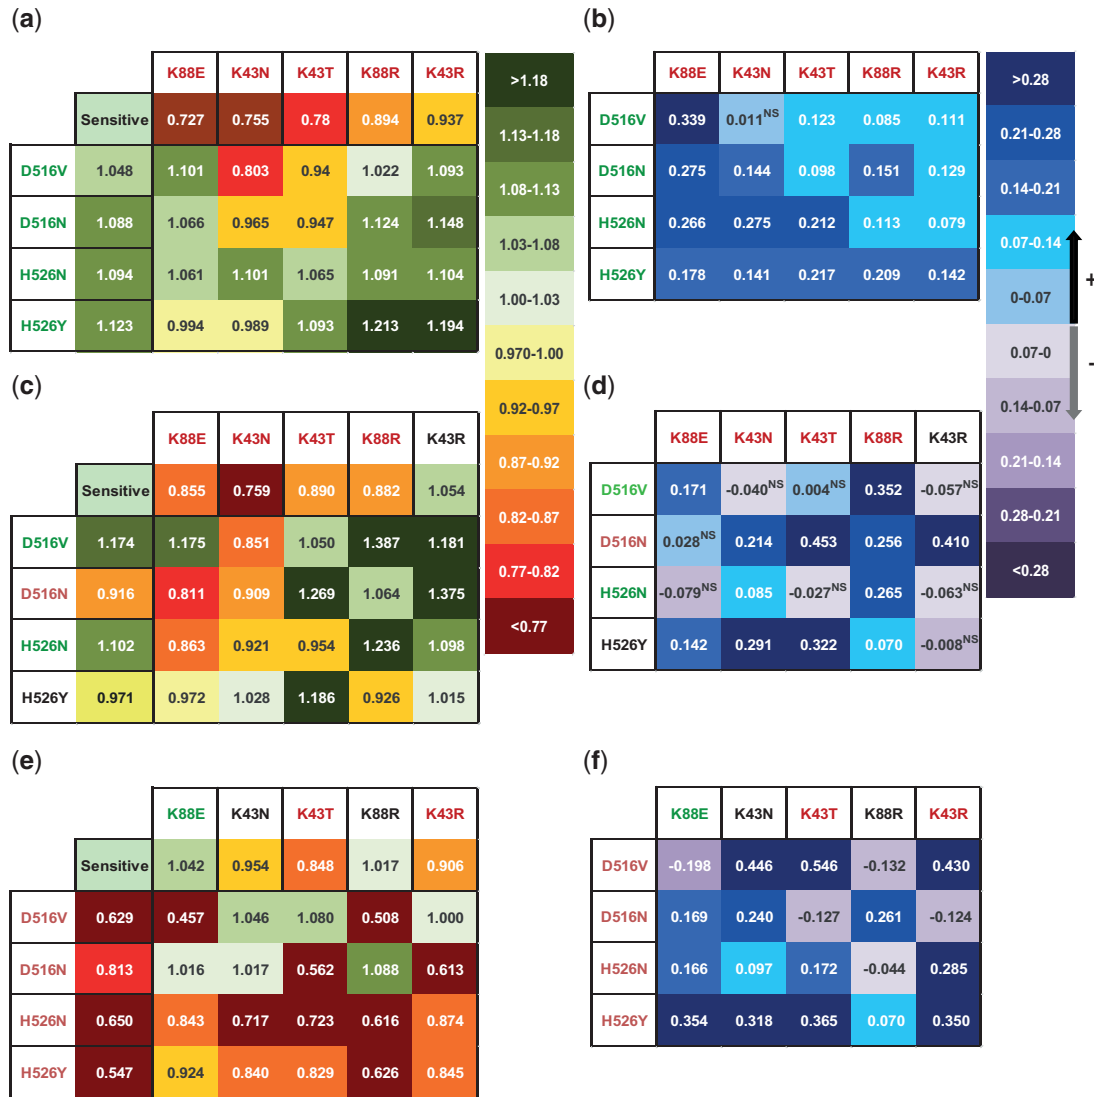 (a)
K88E K43N K43T K88R K43R
Sensitive 0.727 0.755 0.78 0.894 0.937
D516V 1.048 1.101 0.803 0.94 1.022 1.093
D516N 1.088 1.066 0.965 0.947 1.124 1.148
H526N 1.094 1.061 1.101 1.065 1.091 1.104
H526Y 1.123 0.994 0.989 1.093 1.213 1.194
>1.18
1.13-1.18
1.08-1.13
1.03-1.08
1.00-1.03
0.970-1.00
0.92-0.97
0.87-0.92
0.82-0.87
0.77-0.82
<0.77
(b)
K88E K43N K43T K88R K43R
D516V 0.339 0.011NS 0.123 0.085 0.111
D516N 0.275 0.144 0.098 0.151 0.129
H526N 0.266 0.275 0.212 0.113 0.079
H526Y 0.178 0.141 0.217 0.209 0.142
>0.28
0.21-0.28
0.14-0.21
0.07-0.14
0-0.07
0.07-0
0.14-0.07
0.21-0.14
0.28-0.21
<0.28
+
-
(c)
K88E K43N K43T K88R K43R
Sensitive 0.855 0.759 0.890 0.882 1.054
D516V 1.174 1.175 0.851 1.050 1.387 1.181
D516N 0.916 0.811 0.909 1.269 1.064 1.375
H526N 1.102 0.863 0.921 0.954 1.236 1.098
H526Y 0.971 0.972 1.028 1.186 0.926 1.015
(d)
K88E K43N K43T K88R K43R
D516V 0.171 -0.040NS 0.004NS 0.352 -0.057NS
D516N 0.028NS 0.214 0.453 0.256 0.410
H526N -0.079NS 0.085 -0.027NS 0.265 -0.063NS
H526Y 0.142 0.291 0.322 0.070 -0.008NS
(e)
K88E K43N K43T K88R K43R
Sensitive 1.042 0.954 0.848 1.017 0.906
D516V 0.629 0.457 1.046 1.080 0.508 1.000
D516N 0.813 1.016 1.017 0.562 1.088 0.613
H526N 0.650 0.843 0.717 0.723 0.616 0.874
H526Y 0.547 0.924 0.840 0.829 0.626 0.845
(f)
K88E K43N K43T K88R K43R
D516V -0.198 0.446 0.546 -0.132 0.430
D516N 0.169 0.240 -0.127 0.261 -0.124
H526N 0.166 0.097 0.172 -0.044 0.285
H526Y 0.354 0.318 0.365 0.070 0.350